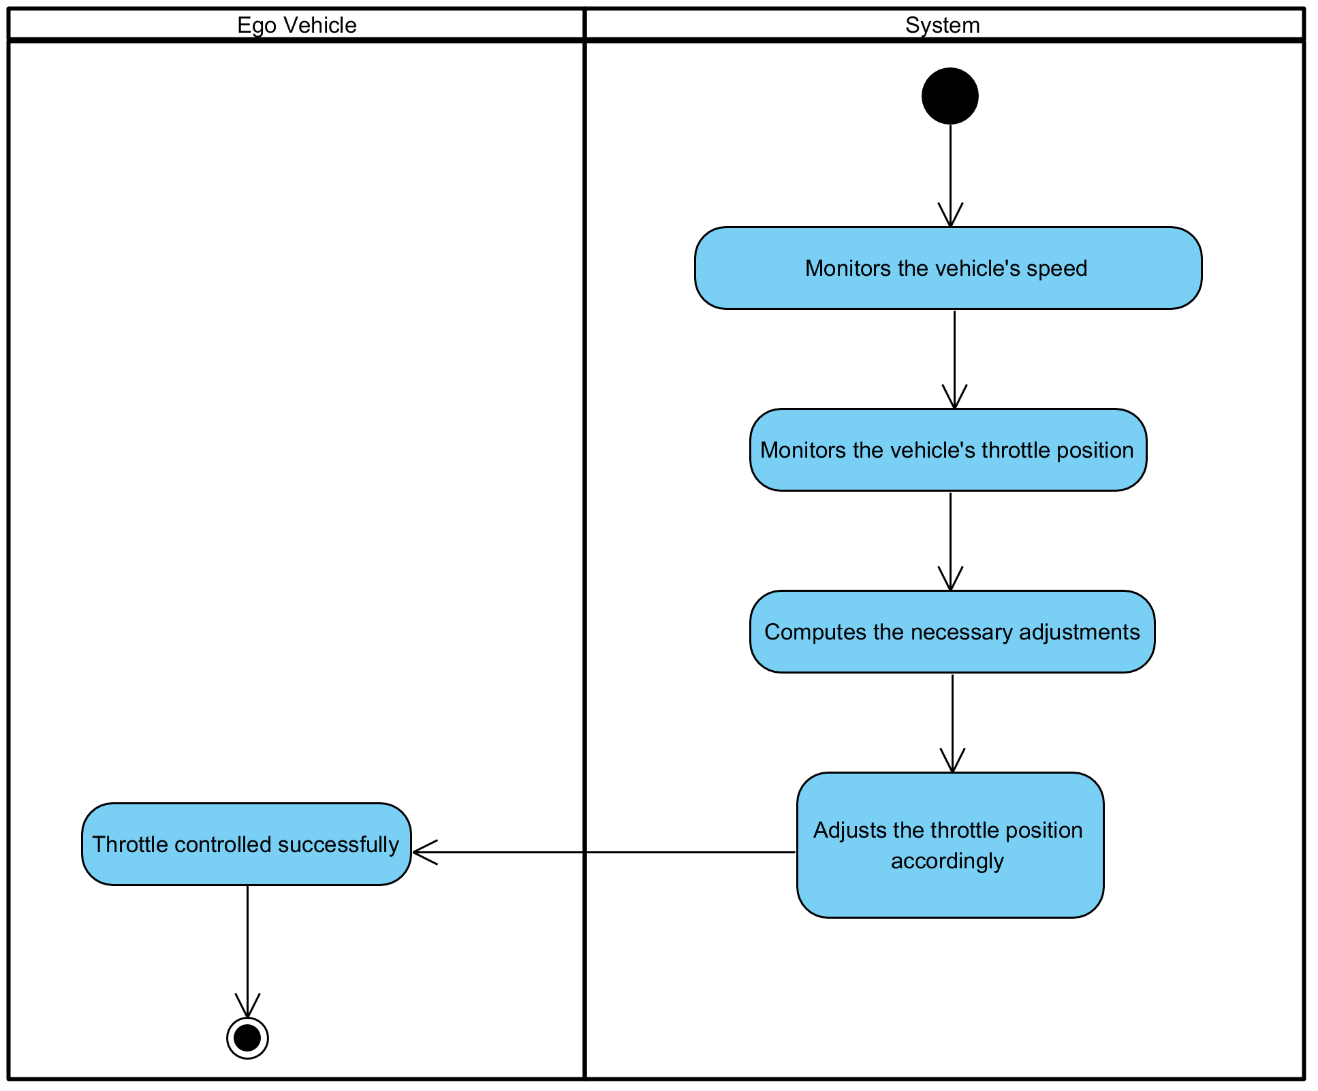 Ego Vehicle
System
Monitors the vehicle's speed
Monitors the vehicle's throttle position
Computes the necessary adjustments
Adjusts the throttle position
accordingly
Throttle controlled successfully